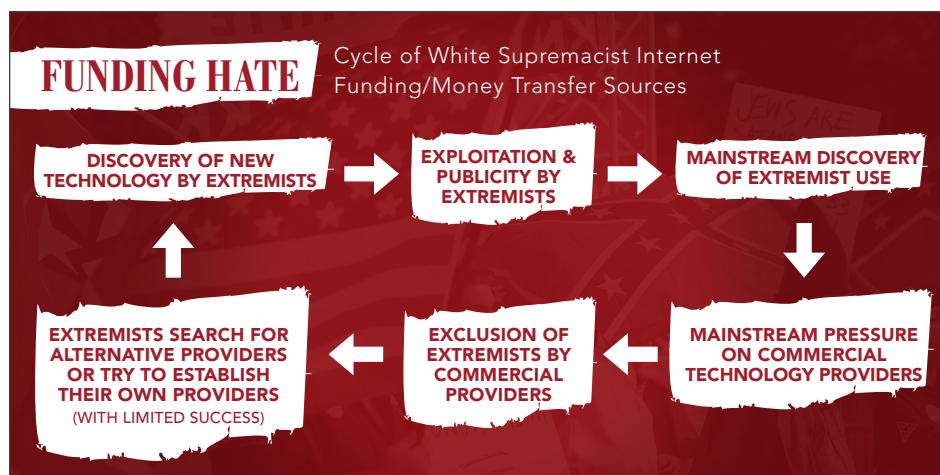 FUNDING HATE
Cycle of White Supremacist Internet
Funding/Money Transfer Sources
DISCOVERY OF NEW
TECHNOLOGY BY EXTREMISTS
EXPLOITATION &
PUBLICITY BY
EXTREMISTS
MAINSTREAM DISCOVERY
OF EXTREMIST USE
MAINSTREAM PRESSURE
ON COMMERCIAL
TECHNOLOGY PROVIDERS
EXCLUSION OF
EXTREMISTS BY
COMMERCIAL
PROVIDERS
EXTREMISTS SEARCH FOR
ALTERNATIVE PROVIDERS
OR TRY TO ESTABLISH
THEIR OWN PROVIDERS
(WITH LIMITED SUCCESS)
JEWS ARE